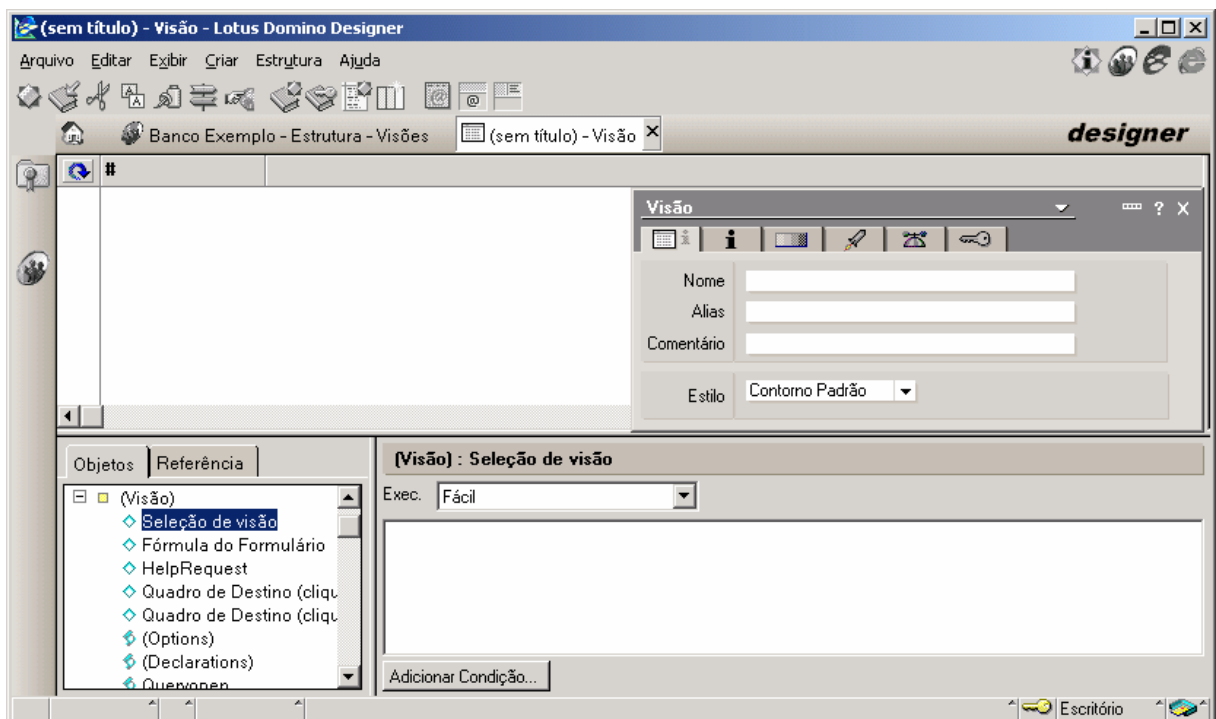 (sem título) - Visão - Lotus Domino Designer
Arquivo Editar Exibir Criar Estrutura Ajuda
Banco Exemplo - Estrutura - Visões (sem título) - Visão
designer
#
Visão
Nome
Alias
Comentário
Estilo Contorno Padrão
Objetos Referência
(Visão)
Seleção de visão
Fórmula do Formulário
HelpRequest
Quadro de Destino (cliqu
Quadro de Destino (cliqu
(Options)
(Declarations)
Queryopen
(Visão) : Seleção de visão
Exec. Fácil
Adicionar Condição...
Escritório